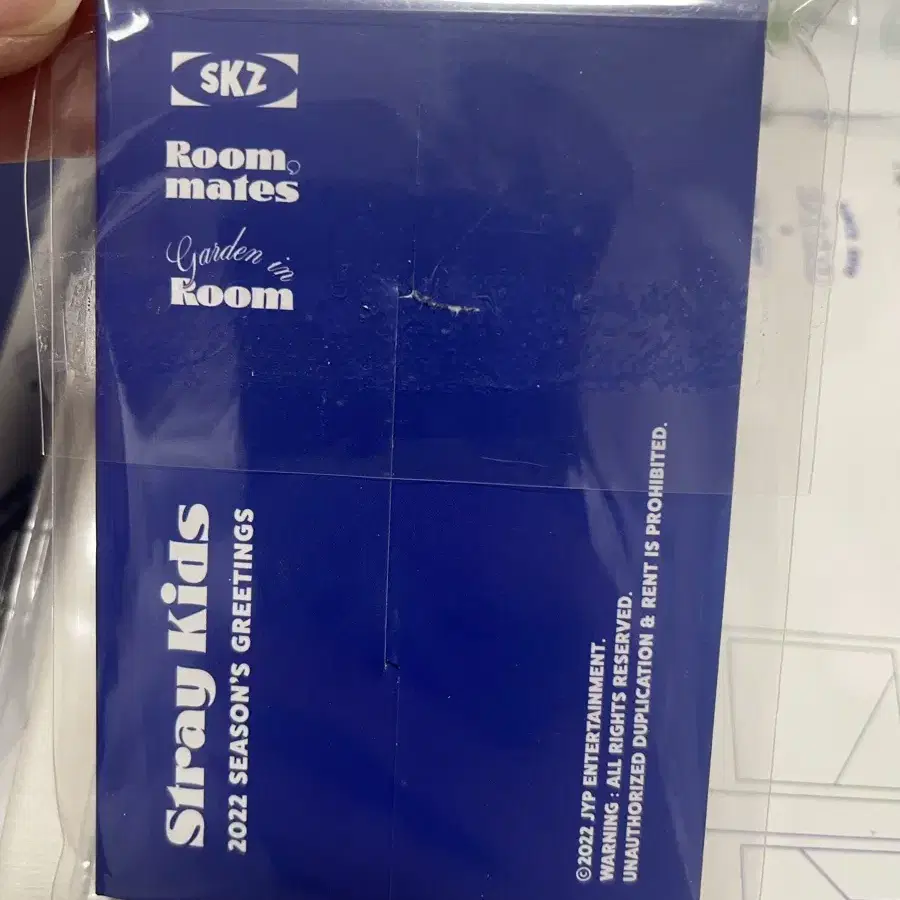 SKZ
Room
mates
Garden in
Room
Stray Kids
2022 SEASON'S GREETINGS
©2022 JYP ENTERTAINMENT.
WARNING : ALL RIGHTS RESERVED.
UNAUTHORIZED DUPLICATION & RENT IS PROHIBITED.